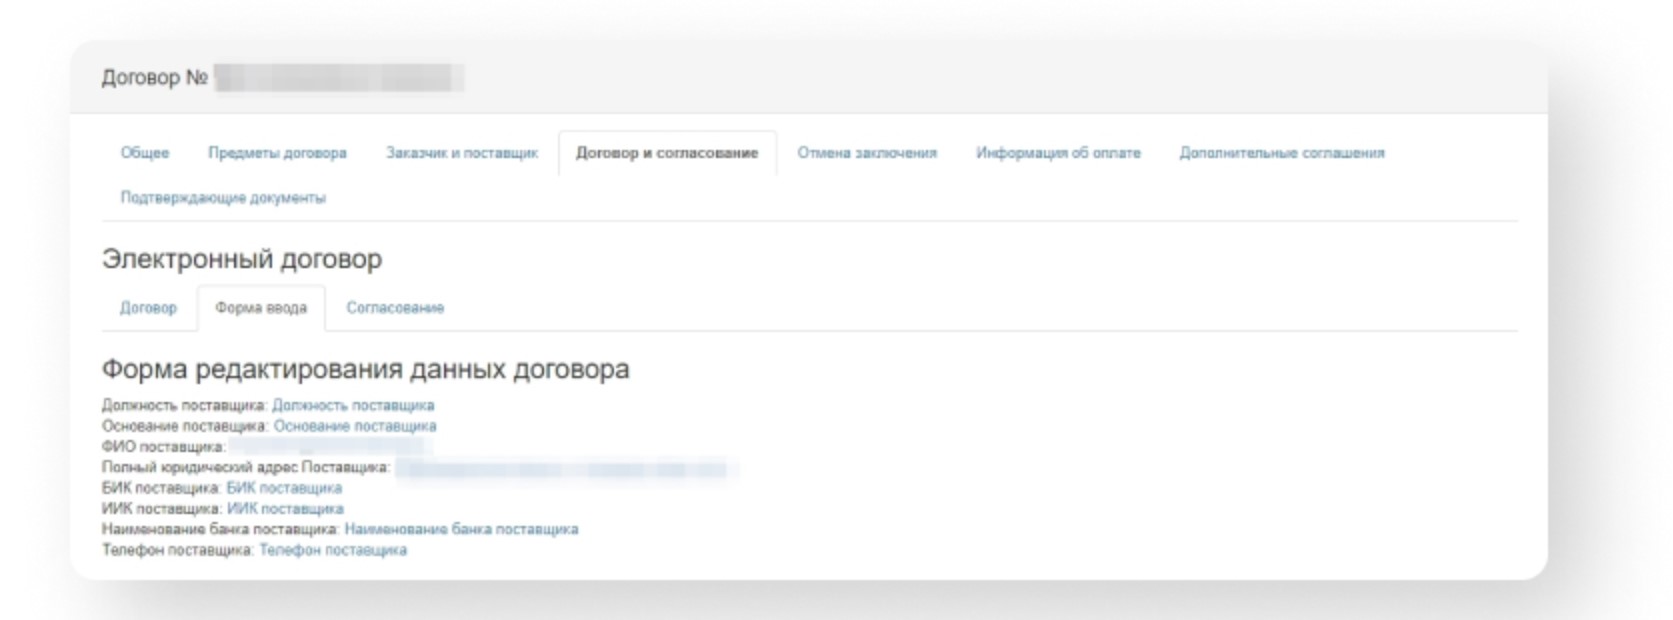 Договор №
Общее Предметы договора Заказчик и поставщик Договор и согласование Отмена заключения Информация об оплате Дополнительные соглашения
Подтверждающие документы
Электронный договор
Договор Форма ввода Согласование
Форма редактирования данных договора
Должность поставщика: Должность поставщика
Основание поставщика: Основание поставщика
ФИО поставщика:
Полный юридический адрес Поставщика:
БИК поставщика: БИК поставщика
ИИК поставщика: ИИК поставщика
Наименование банка поставщика: Наименование банка поставщика
Телефон поставщика: Телефон поставщика